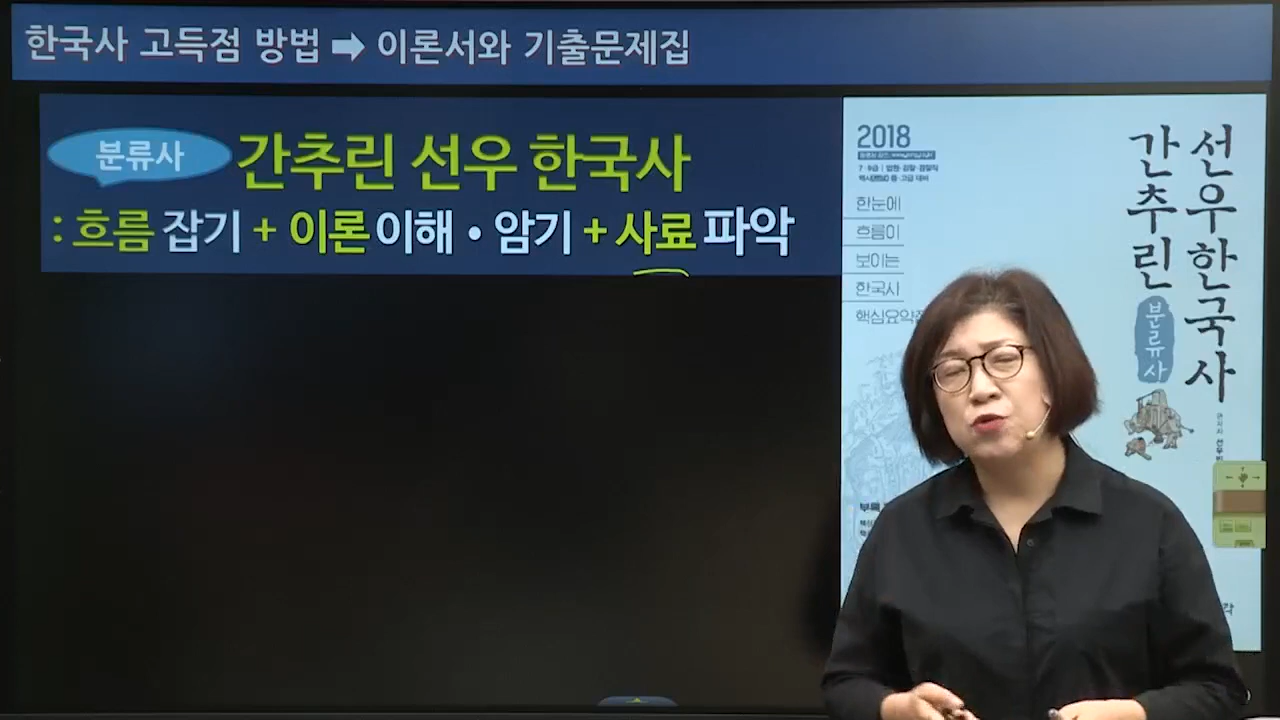 한국사 고득점 방법 ➡ 이론서와 기출문제집
분류사 간추린 선우 한국사
: 흐름 잡기 + 이론 이해 • 암기 + 사료 파악
2018
한눈에
흐름이
보이는
한국사
핵심요약집
선우한국사
간추린
분류사